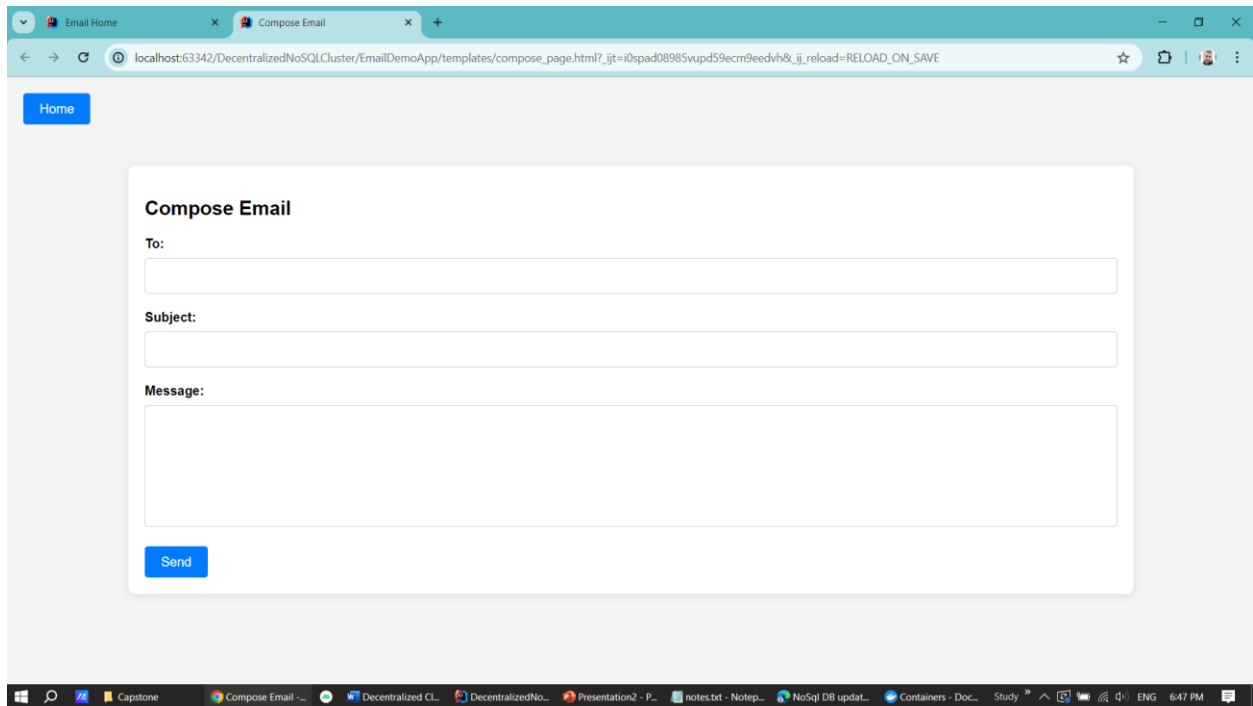 Email Home
Compose Email
localhost:63342/DecentralizedNoSQLCluster/EmailDemoApp/templates/compose_page.html?_ijt=i0spad08985vupd59ecm9eedvh&_ij_reload=RELOAD_ON_SAVE
Home
Compose Email
To:
Subject:
Message:
Send
Capstone
Compose Email -...
Decentralized Cl...
DecentralizedNo...
Presentation2 - P...
notes.txt - Notep...
NoSql DB updat...
Containers - Doc...
Study
ENG
6:47 PM